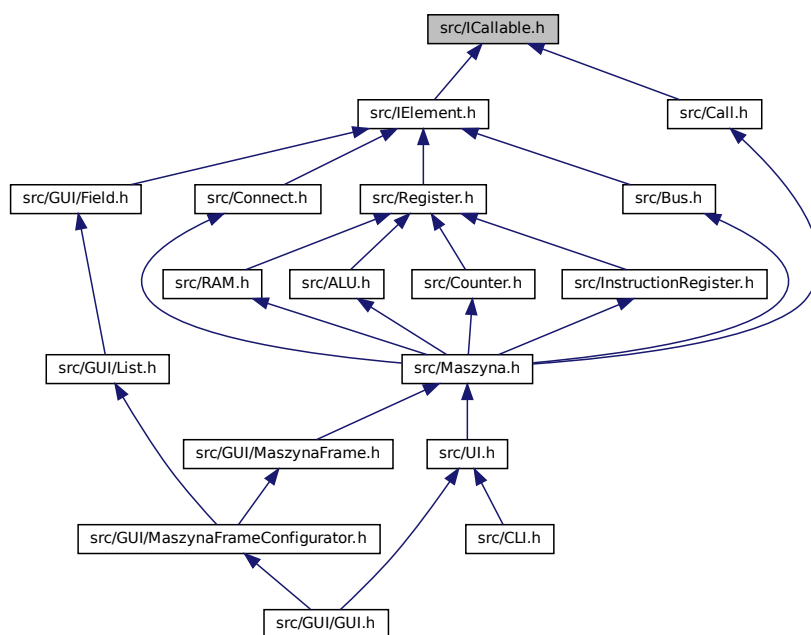 src/ICallable.h
src/IElement.h
src/Call.h
src/GUI/Field.h
src/Connect.h
src/Register.h
src/Bus.h
src/RAM.h
src/ALU.h
src/Counter.h
src/InstructionRegister.h
src/GUI/List.h
src/Maszyna.h
src/GUI/MaszynaFrame.h
src/UI.h
src/GUI/MaszynaFrameConfigurator.h
src/CLI.h
src/GUI/GUI.h